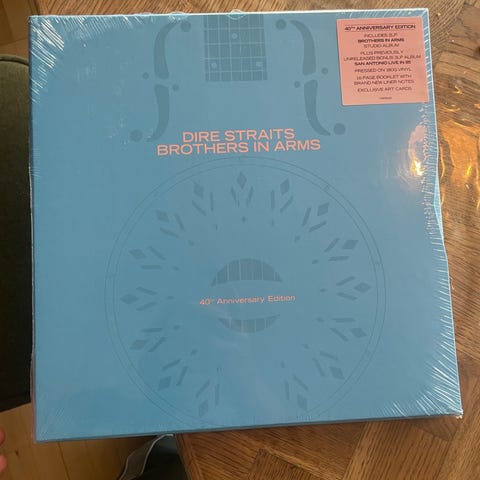 40TH ANNIVERSARY EDITION
INCLUDES 2LP
BROTHERS IN ARMS
STUDIO ALBUM
PLUS PREVIOUSLY
UNRELEASED BONUS 3LP ALBUM
SAN ANTONIO LIVE IN 85
PRESSED ON 180G VINYL
16 PAGE BOOKLET WITH
BRAND NEW LINER NOTES
EXCLUSIVE ART CARDS
DIRE STRAITS
BROTHERS IN ARMS
40TH Anniversary Edition